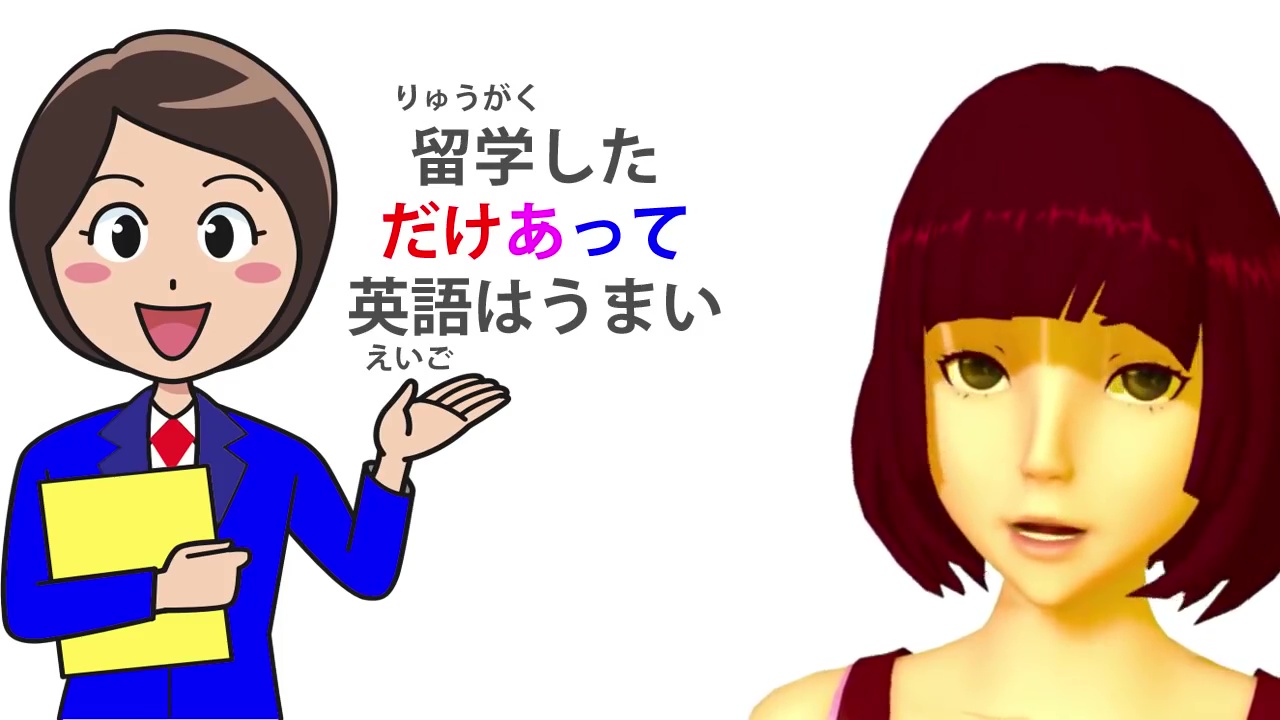 りゅうがく
留学した
だけあって
英語はうまい
えいご